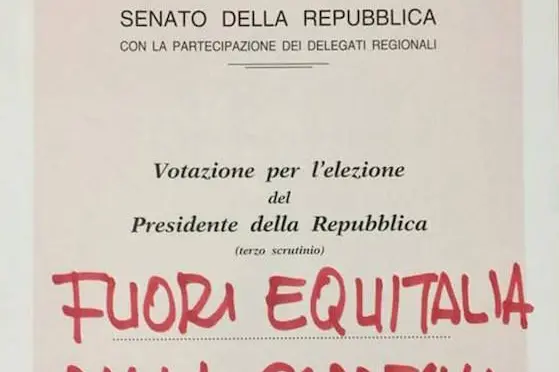 SENATO DELLA REPUBBLICA
CON LA PARTECIPAZIONE DEI DELEGATI REGIONALI
Votazione per l'elezione
del
Presidente della Repubblica
(terzo scrutinio)
FUORI EQUITALIA